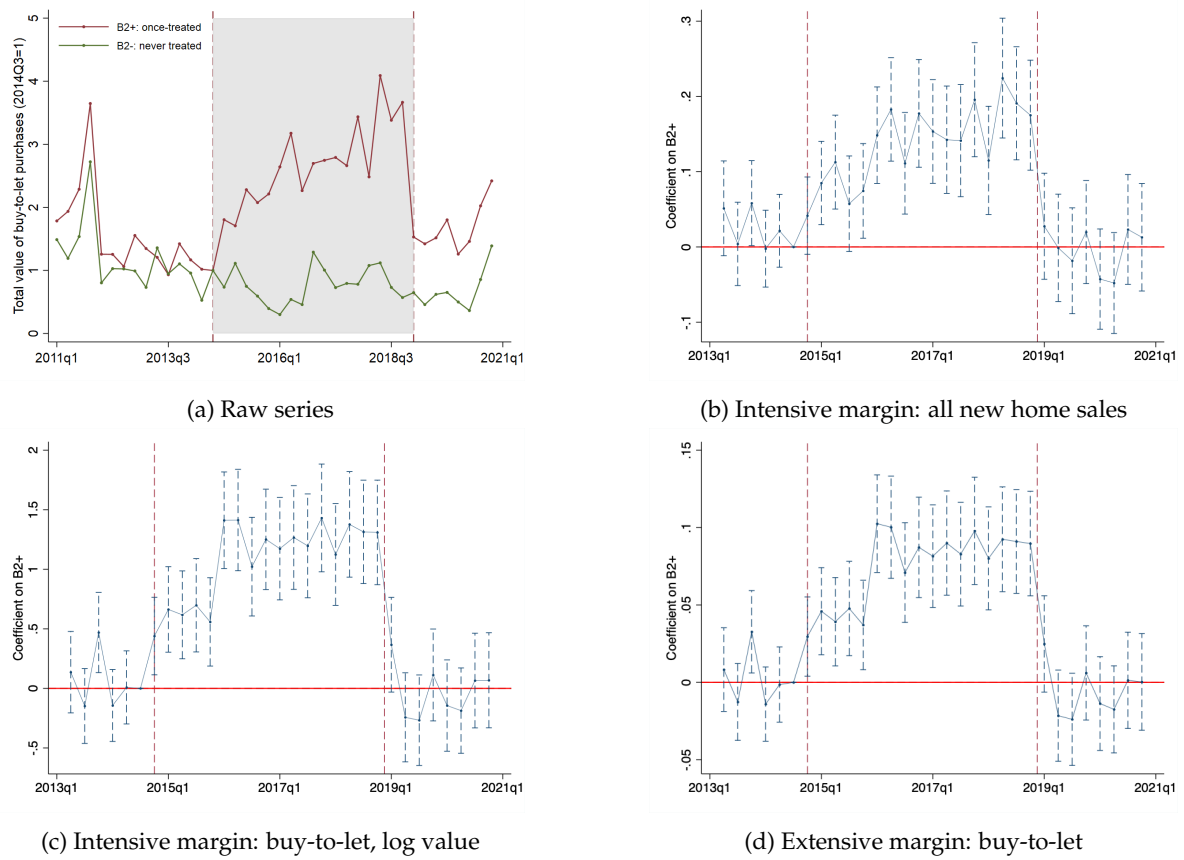 B2+: once-treated
B2-: never treated
Total value of buy-to-let purchases (2014Q3=1)
5
4
3
2
1
0
2011q1 2013q3 2016q1 2018q3 2021q1
(a) Raw series
Coefficient on B2+
.3
.2
.1
0
-.1
2013q1 2015q1 2017q1 2019q1 2021q1
(b) Intensive margin: all new home sales
Coefficient on B2+
2
1.5
1
.5
0
-.5
2013q1 2015q1 2017q1 2019q1 2021q1
(c) Intensive margin: buy-to-let, log value
Coefficient on B2+
.15
.1
.05
0
-.05
2013q1 2015q1 2017q1 2019q1 2021q1
(d) Extensive margin: buy-to-let